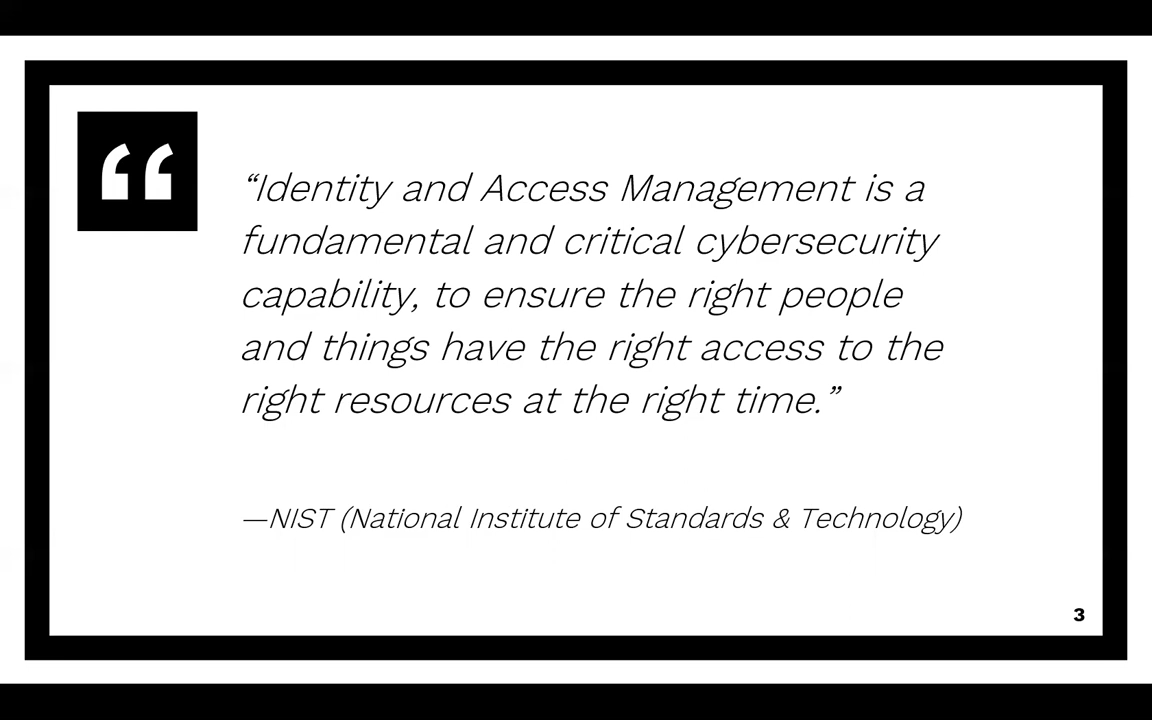 “
“Identity and Access Management is a
fundamental and critical cybersecurity
capability, to ensure the right people
and things have the right access to the
right resources at the right time.”
—NIST (National Institute of Standards & Technology)
3